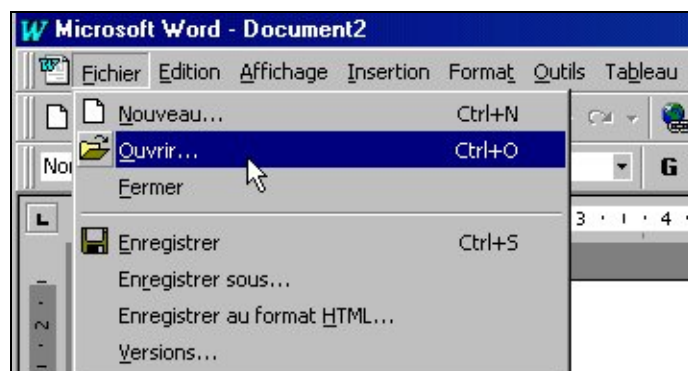 Microsoft Word - Document2
Fichier Edition Affichage Insertion Format Outils Tableau
Nouveau... Ctrl+N
Ouvrir... Ctrl+O
G
Fermer
3 4
Enregistrer Ctrl+S
Enregistrer sous...
2
Enregistrer au format HTML...
Versions...